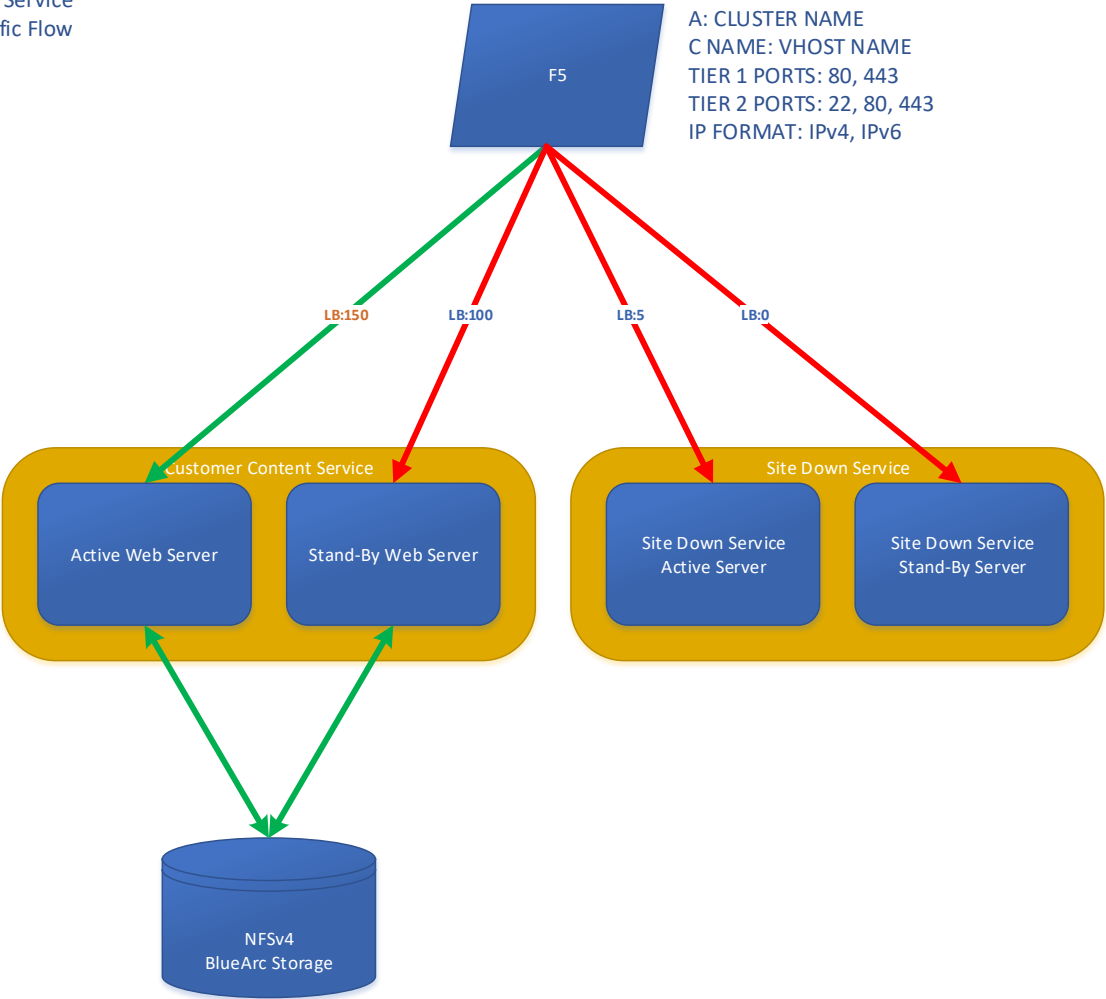 Service
fic Flow
F5
A: CLUSTER NAME
C NAME: VHOST NAME
TIER 1 PORTS: 80, 443
TIER 2 PORTS: 22, 80, 443
IP FORMAT: IPv4, IPv6
LB:150
LB:100
LB:5
LB:0
Customer Content Service
Site Down Service
Active Web Server
Stand-By Web Server
Site Down Service
Active Server
Site Down Service
Stand-By Server
NFSv4
BlueArc Storage